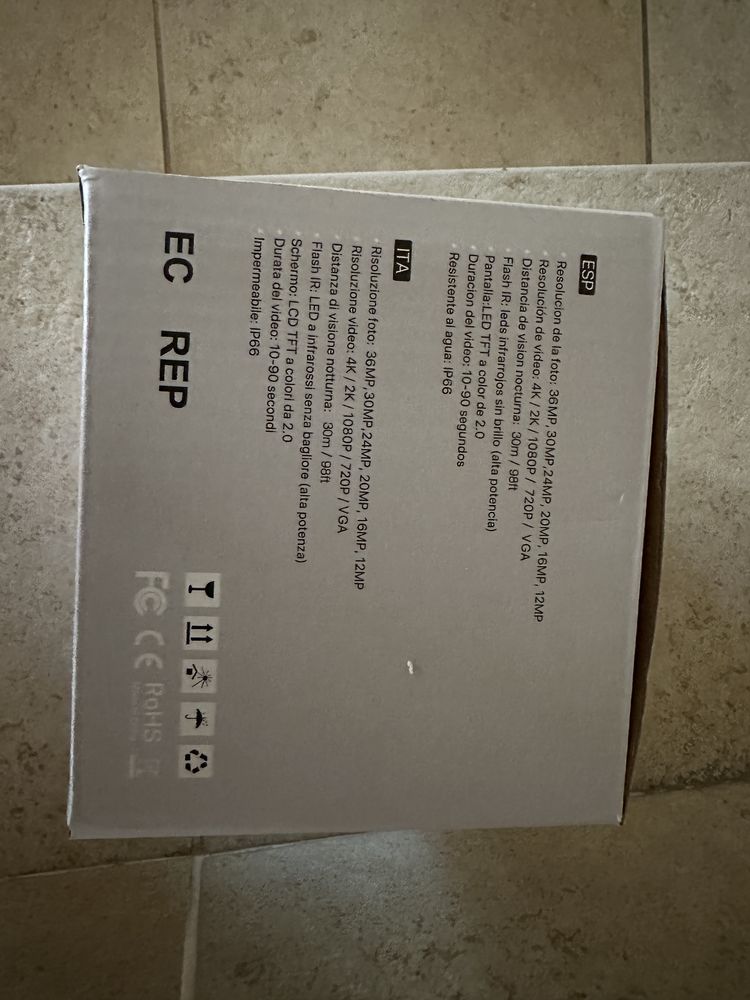 ESP
Resolucion de la foto: 36MP,30MP,24MP, 20MP, 16MP, 12MP
Resolución de video: 4K / 2K / 1080P / 720P / VGA
Distancia de vision nocturna: 30m / 98ft
Flash IR: leds infrarrojos sin brillo (alta potencia)
Pantalla:LED TFT a color de 2.0
Duracion del video: 10-90 segundos
Resistente al agua: IP66
ITA
Risoluzione foto: 36MP,30MP,24MP, 20MP, 16MP, 12MP
Risoluzione video: 4K / 2K / 1080P / 720P / VGA
Distanza di visione notturna: 30m / 98ft
Flash IR: LED a infrarossi senza bagliore (alta potenza)
Schermo: LCD TFT a colori da 2.0
Durata del video: 10-90 secondi
Impermeabile: IP66
EC REP
FC CE RoHS